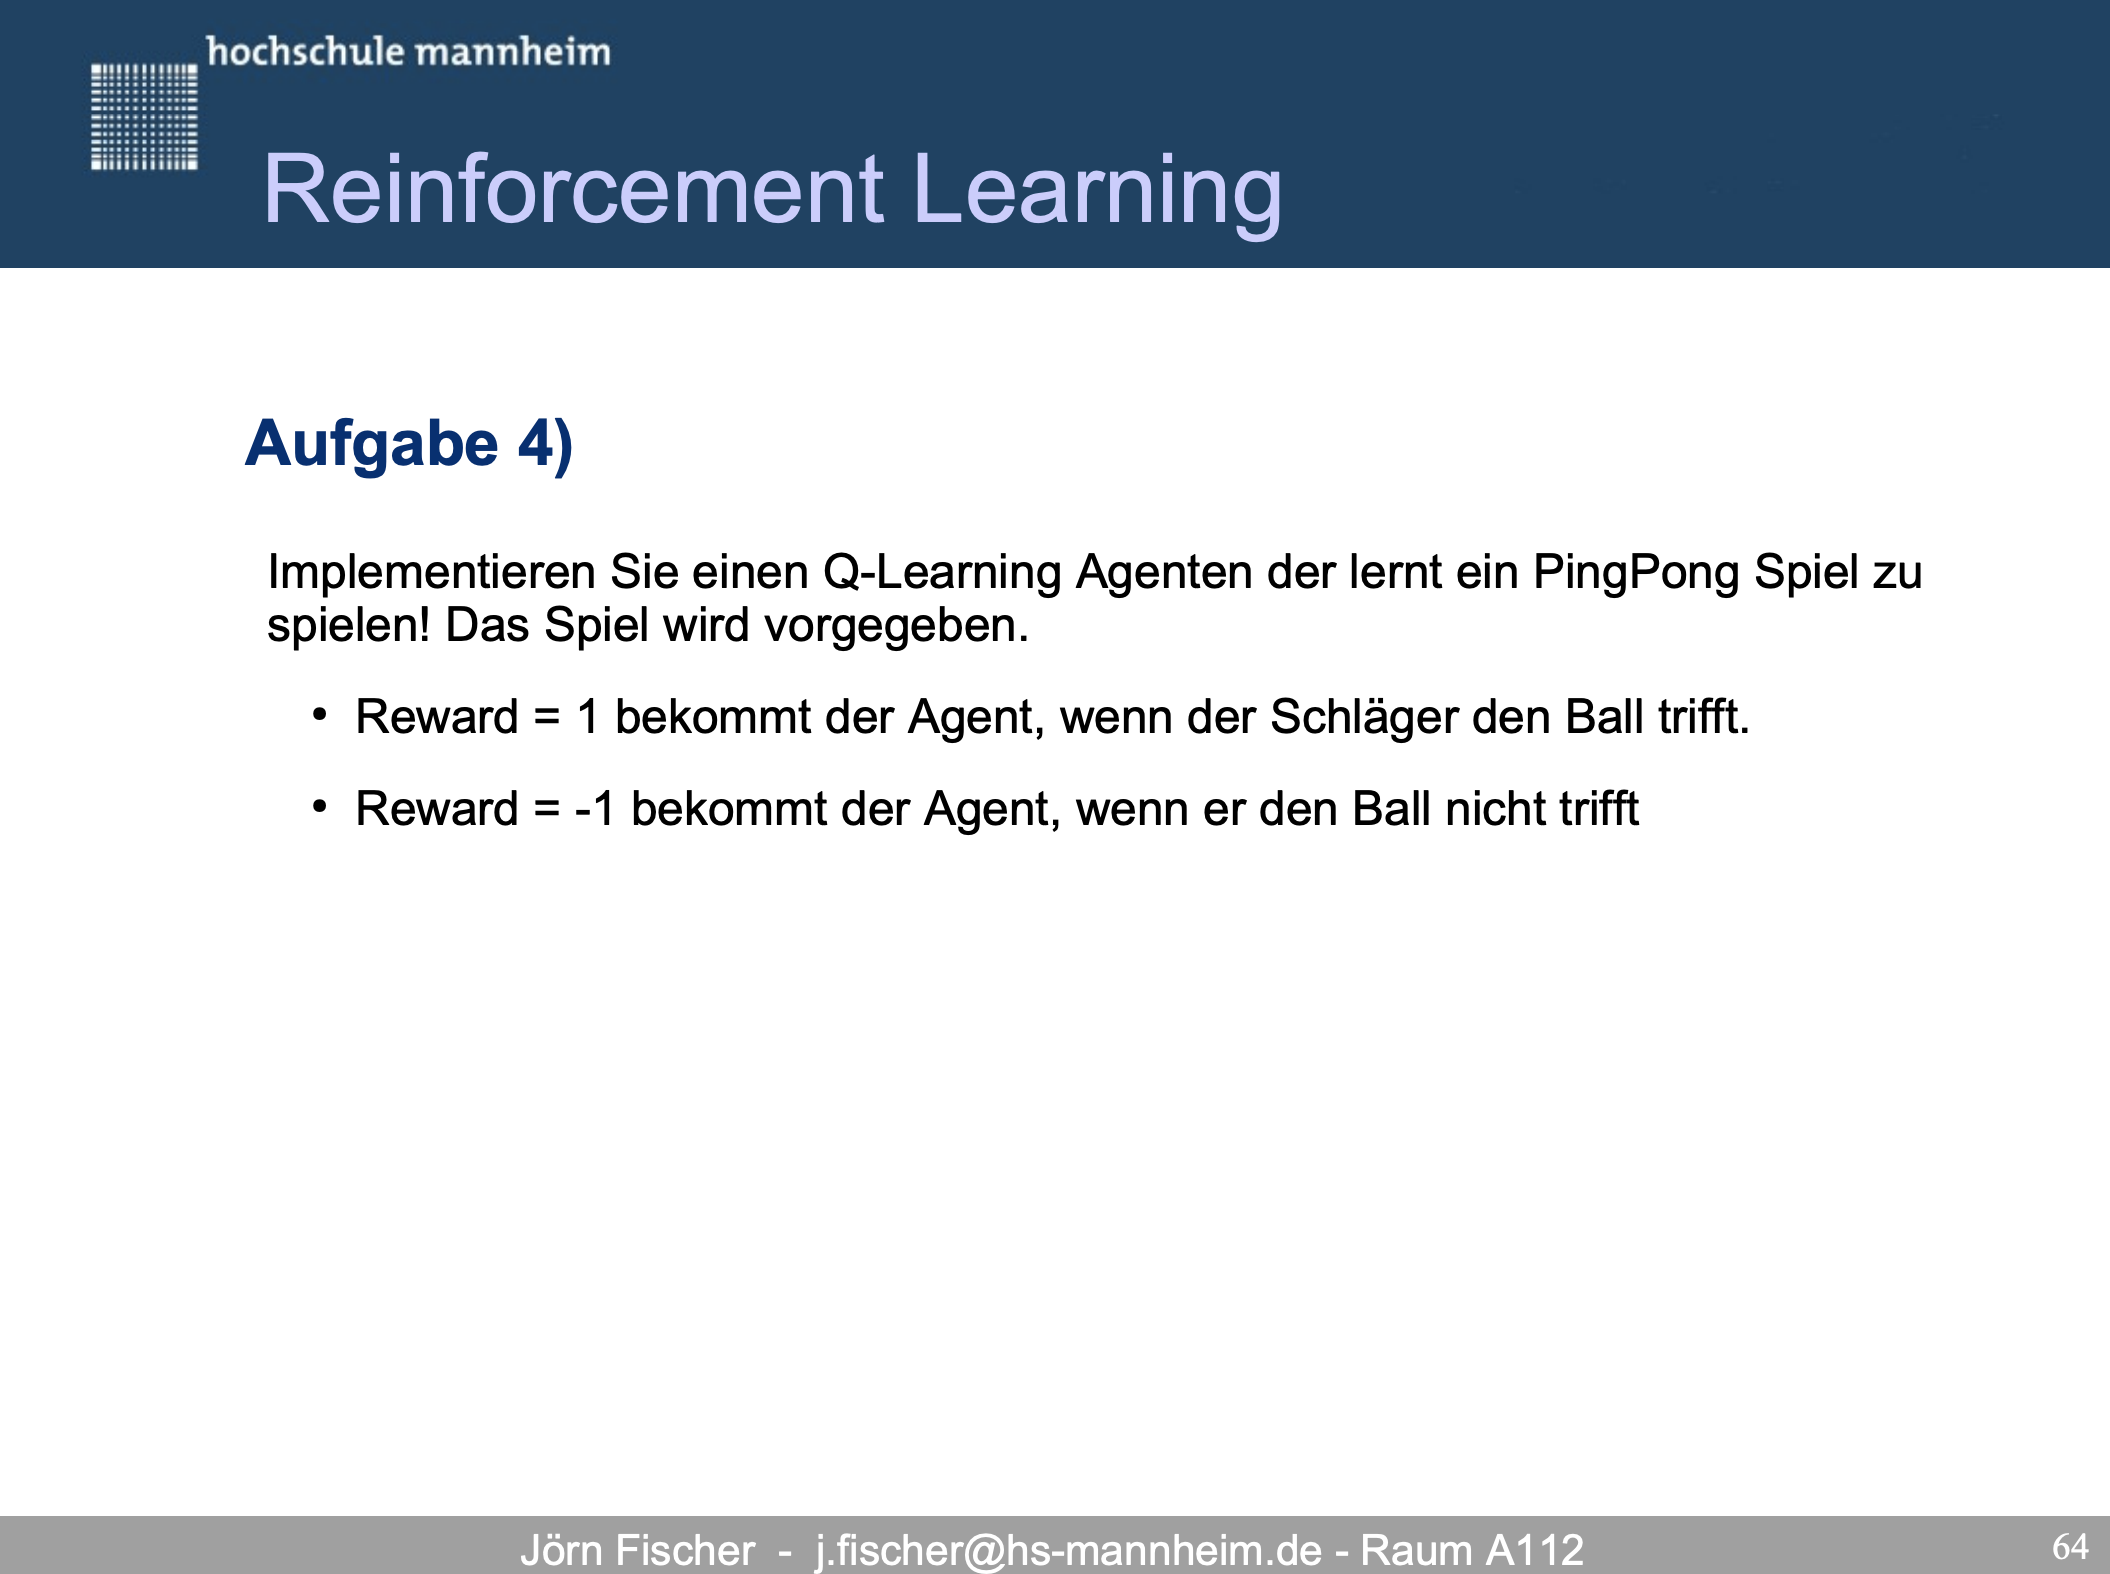 hochschule mannheim
Reinforcement Learning
Aufgabe 4)
Implementieren Sie einen Q-Learning Agenten der lernt ein PingPong Spiel zu
spielen! Das Spiel wird vorgegeben.
• Reward = 1 bekommt der Agent, wenn der Schläger den Ball trifft.
• Reward = -1 bekommt der Agent, wenn er den Ball nicht trifft
Jörn Fischer - j.fischer@hs-mannheim.de - Raum A112
64